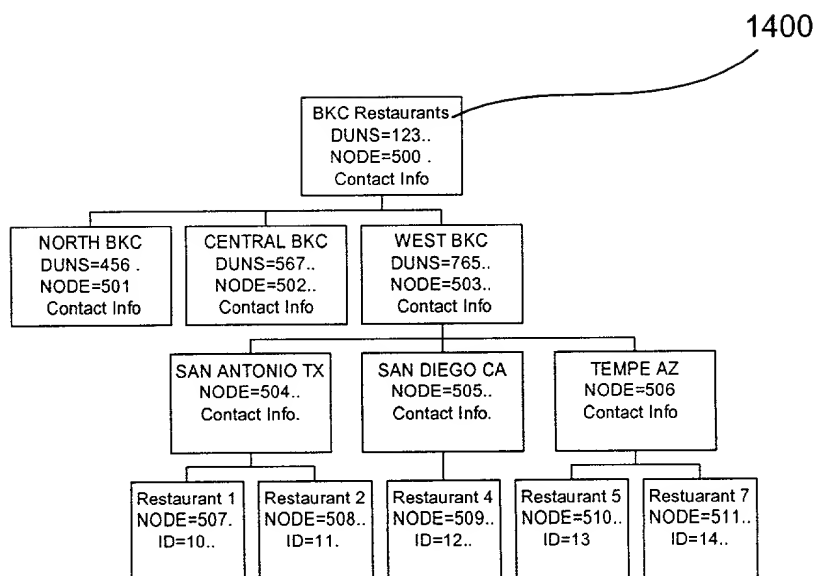 1400
BKC Restaurants
DUNS=123..
NODE=500 .
Contact Info
NORTH BKC
DUNS=456 .
NODE=501
Contact Info
CENTRAL BKC
DUNS=567..
NODE=502..
Contact Info
WEST BKC
DUNS=765..
NODE=503..
Contact Info
SAN ANTONIO TX
NODE=504..
Contact Info.
SAN DIEGO CA
NODE=505..
Contact Info.
TEMPE AZ
NODE=506
Contact Info
Restaurant 1
NODE=507.
ID=10..
Restaurant 2
NODE=508..
ID=11.
Restaurant 4
NODE=509..
ID=12..
Restaurant 5
NODE=510..
ID=13
Restuarant 7
NODE=511..
ID=14..